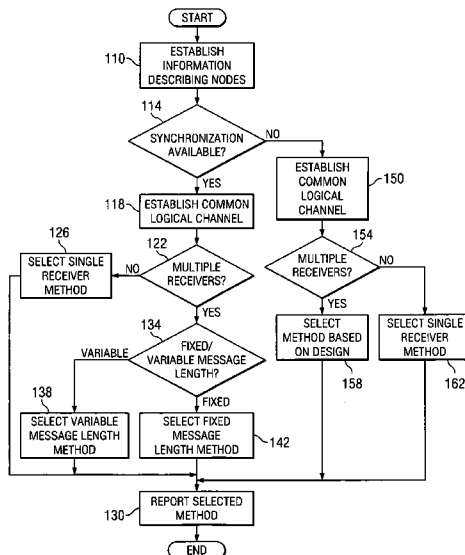 START
110
ESTABLISH
INFORMATION
DESCRIBING NODES
114
SYNCHRONIZATION
AVAILABLE?
NO
YES
118
ESTABLISH COMMON
LOGICAL CHANNEL
ESTABLISH
COMMON
LOGICAL
CHANNEL
150
126
SELECT SINGLE
RECEIVER
METHOD
122
NO
MULTIPLE
RECEIVERS?
YES
154
MULTIPLE
RECEIVERS?
NO
YES
134
FIXED/
VARIABLE MESSAGE
LENGTH?
VARIABLE
FIXED
SELECT
METHOD BASED
ON DESIGN
158
SELECT SINGLE
RECEIVER
METHOD
162
138
SELECT VARIABLE
MESSAGE LENGTH
METHOD
SELECT FIXED
MESSAGE
LENGTH METHOD
142
REPORT SELECTED
METHOD
130
END